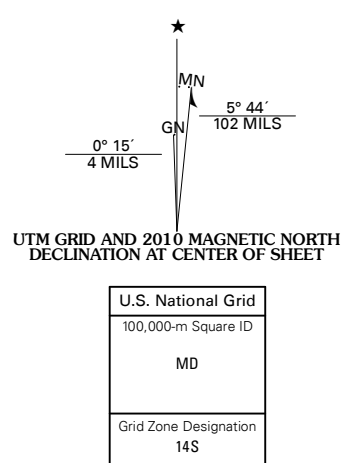 ★
MN
GN
5° 44´
102 MILS
0° 15´
4 MILS
UTM GRID AND 2010 MAGNETIC NORTH
DECLINATION AT CENTER OF SHEET
U.S. National Grid
100,000-m Square ID
MD
Grid Zone Designation
14S